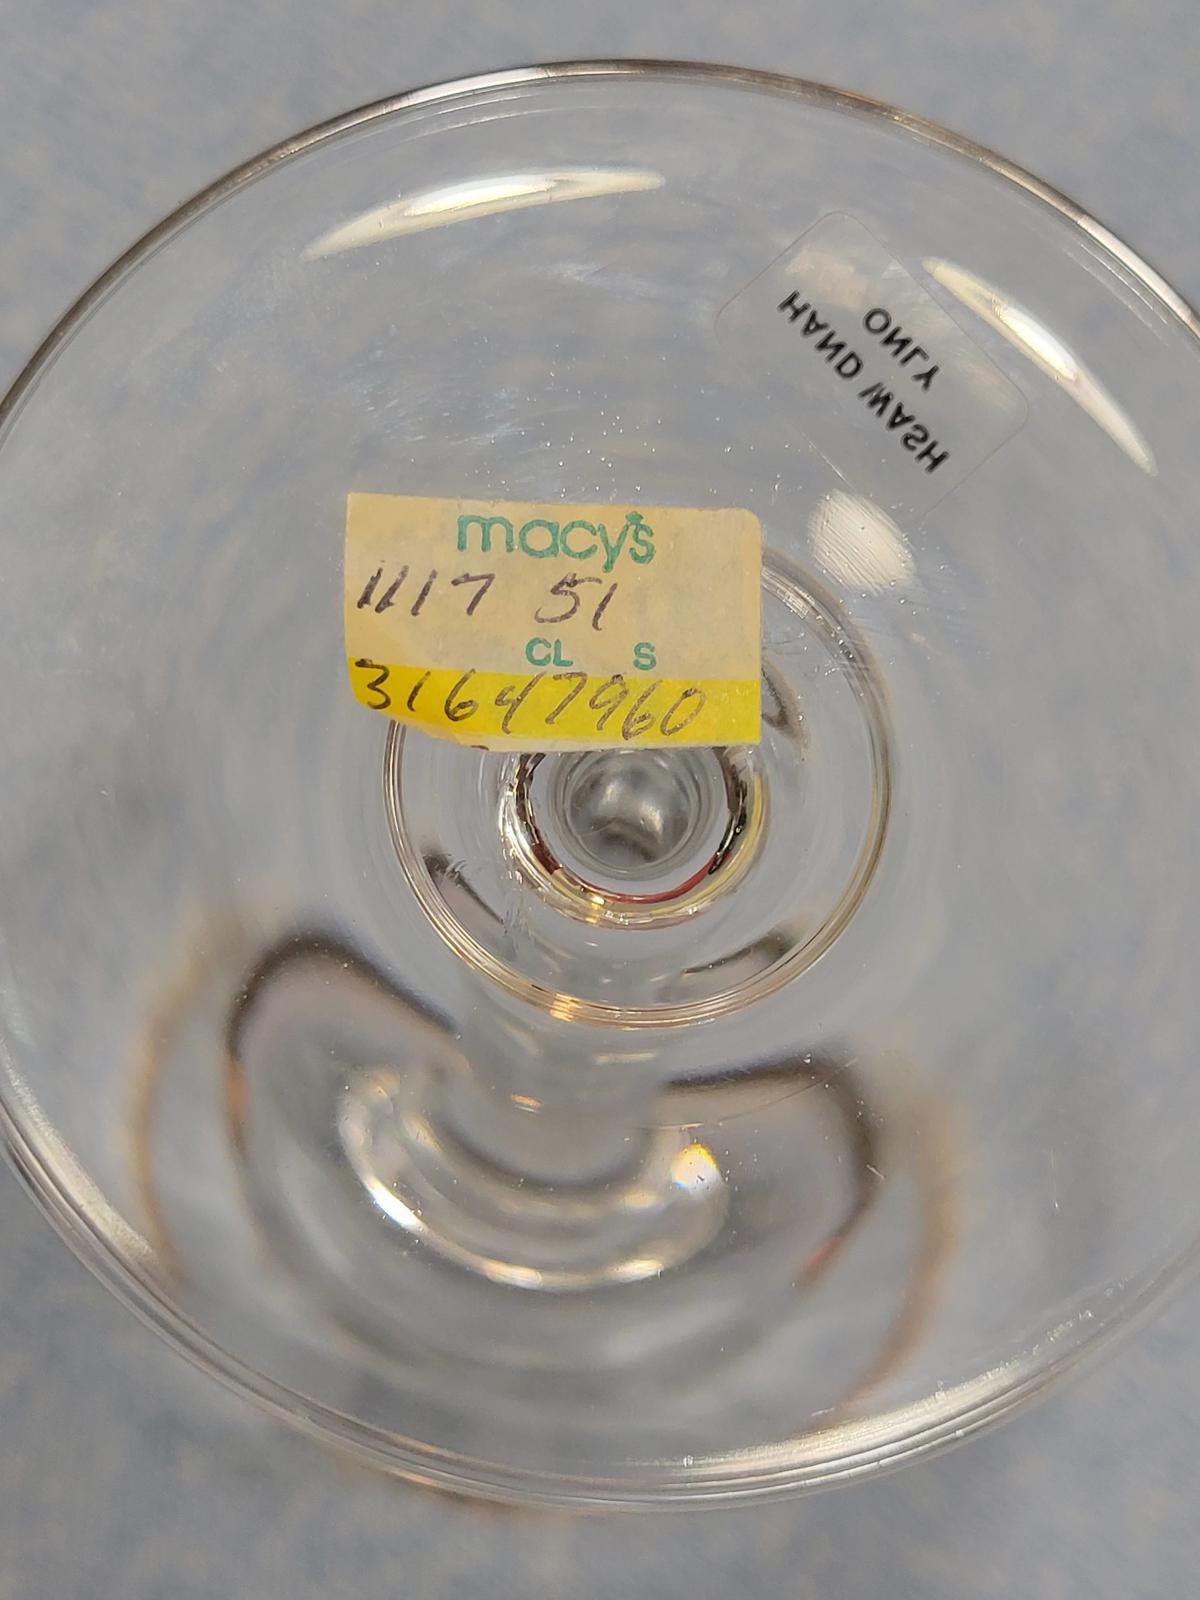 macy's
1117 51
CL S
31647960
HAND WASH
ONLY